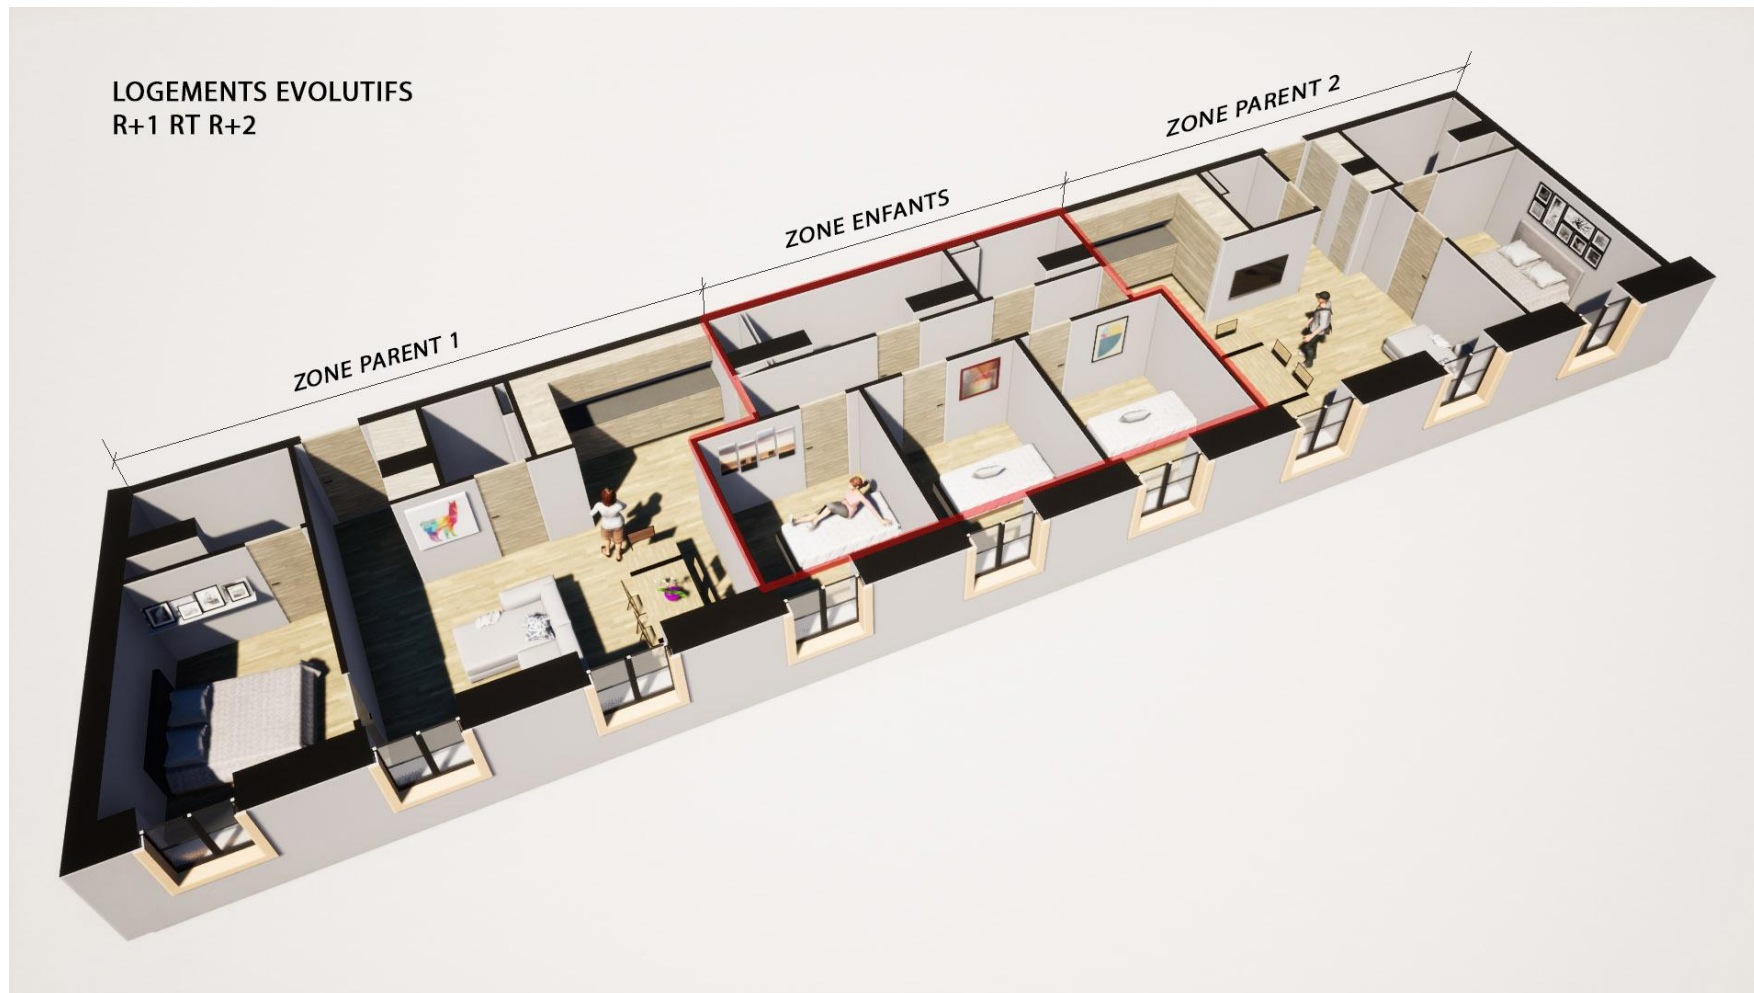 LOGEMENTS EVOLUTIFS
R+1 RT R+2
ZONE PARENT 1
ZONE ENFANTS
ZONE PARENT 2